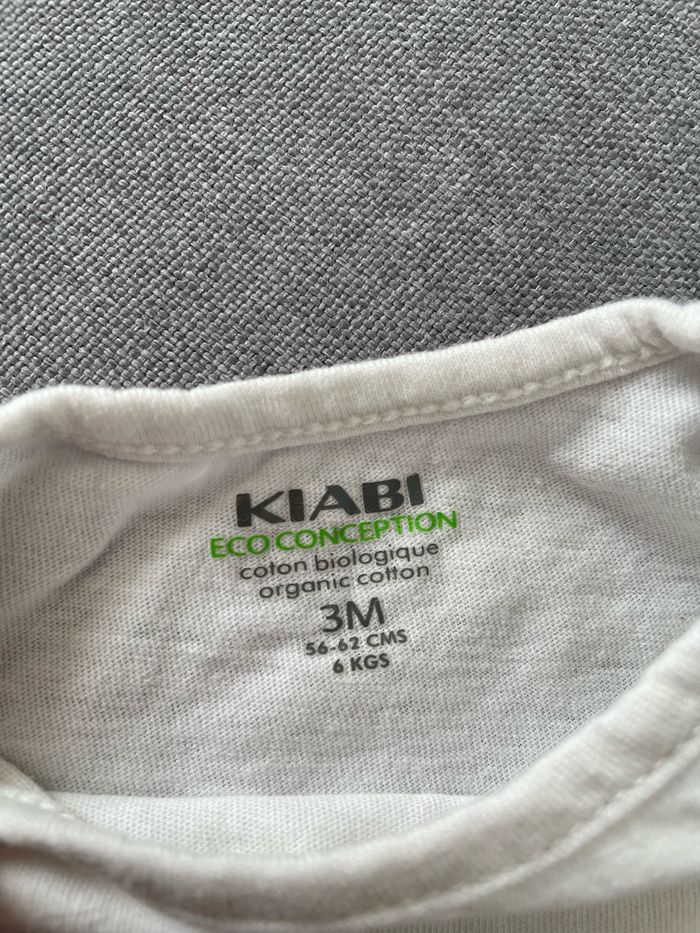 KIABI
ECO CONCEPTION
coton biologique
organic cotton
3M
56-62 CMS
6 KGS